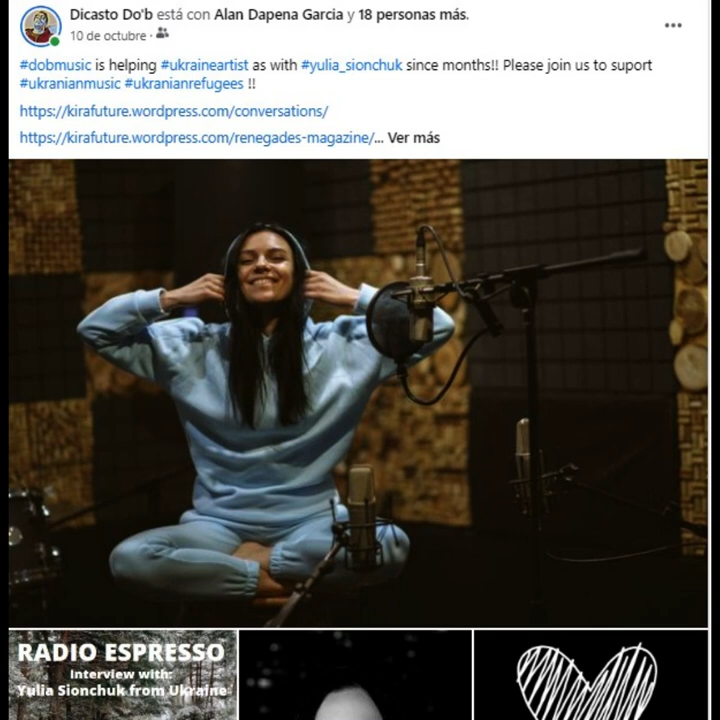 Dicasto Do'b está con Alan Dapena Garcia y 18 personas más.
10 de octubre ·
#dobmusic is helping #ukraineartist as with #yulia_sionchuk since months!! Please join us to suport
#ukranianmusic #ukranianrefugees !!
https://kirafuture.wordpress.com/conversations/
https://kirafuture.wordpress.com/renegades-magazine/... Ver más
RADIO ESPRESSO
Interview with:
Yulia Sionchuk from Ukraine